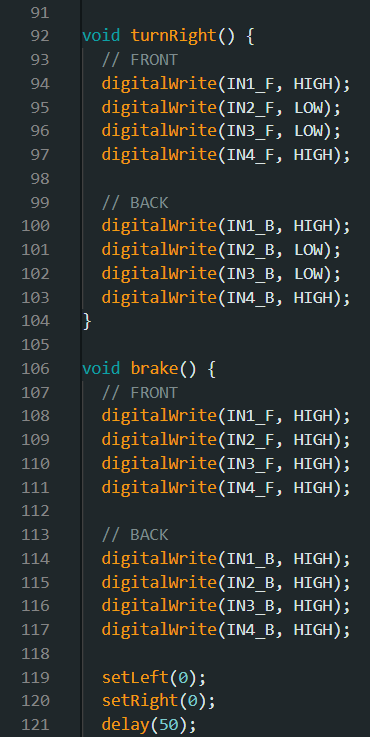 91
92 void turnRight() {
93 // FRONT
94 digitalWrite(IN1_F, HIGH);
95 digitalWrite(IN2_F, LOW);
96 digitalWrite(IN3_F, LOW);
97 digitalWrite(IN4_F, HIGH);
98
99 // BACK
100 digitalWrite(IN1_B, HIGH);
101 digitalWrite(IN2_B, LOW);
102 digitalWrite(IN3_B, LOW);
103 digitalWrite(IN4_B, HIGH);
104 }
105
106 void brake() {
107 // FRONT
108 digitalWrite(IN1_F, HIGH);
109 digitalWrite(IN2_F, HIGH);
110 digitalWrite(IN3_F, HIGH);
111 digitalWrite(IN4_F, HIGH);
112
113 // BACK
114 digitalWrite(IN1_B, HIGH);
115 digitalWrite(IN2_B, HIGH);
116 digitalWrite(IN3_B, HIGH);
117 digitalWrite(IN4_B, HIGH);
118
119 setLeft(0);
120 setRight(0);
121 delay(50);